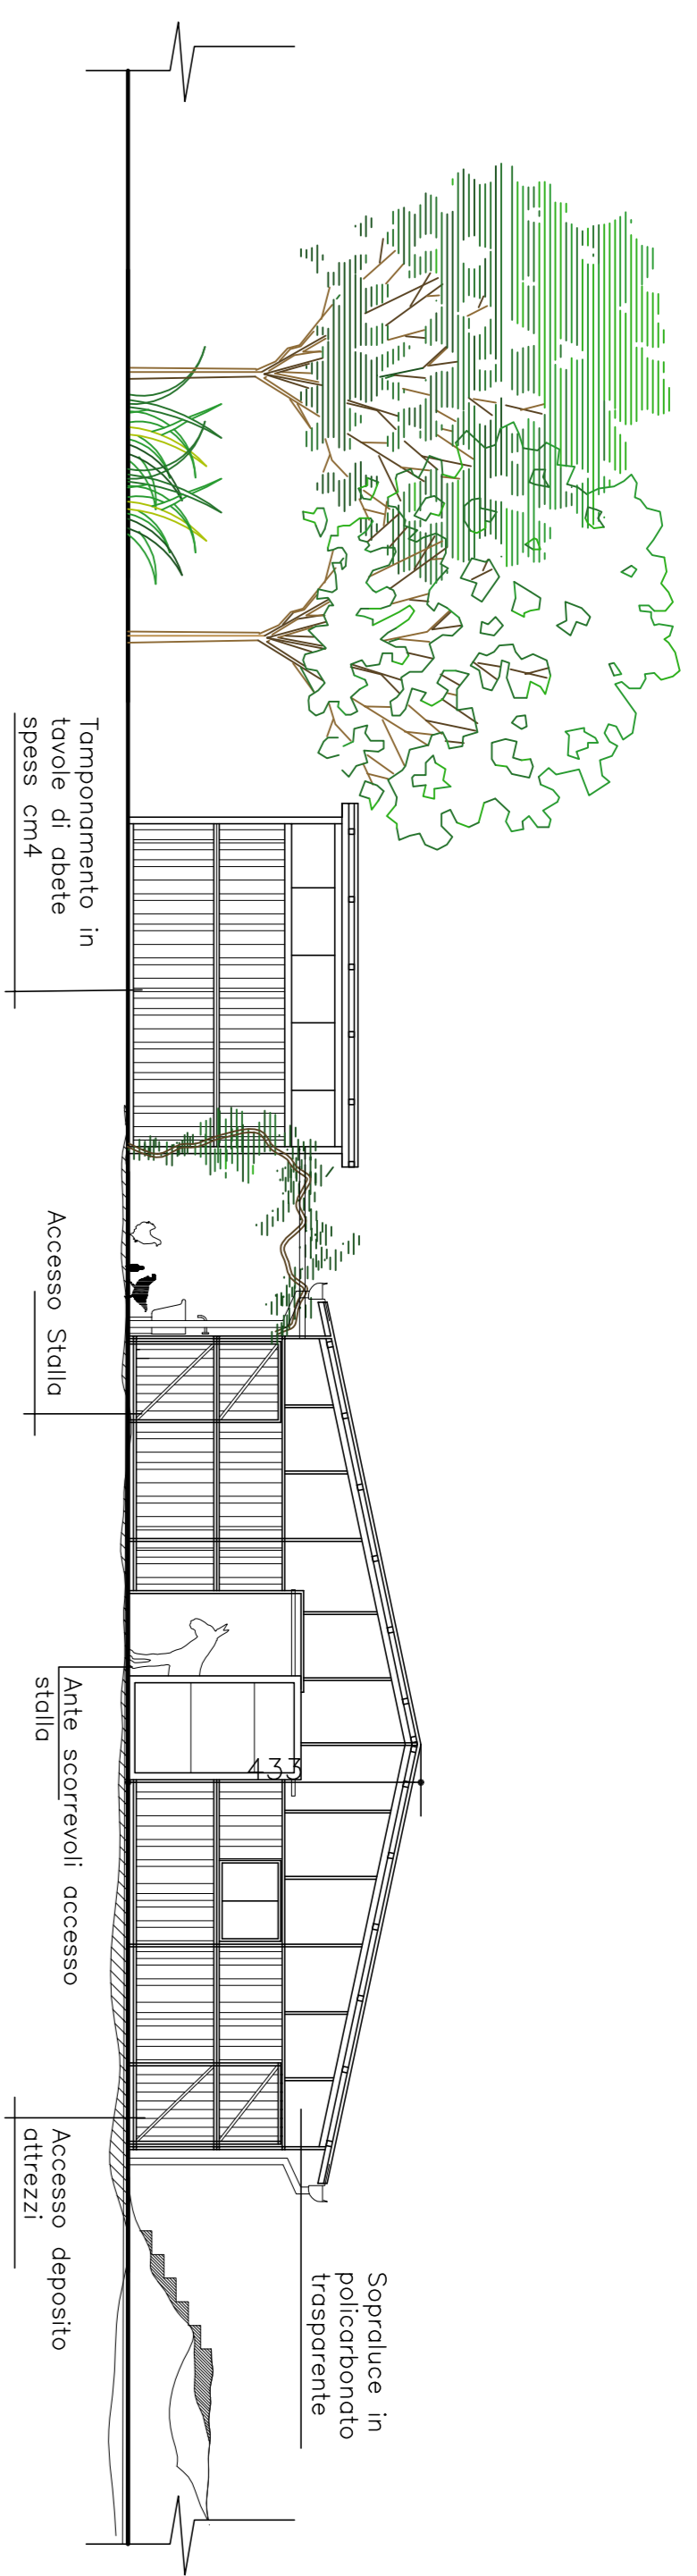 Tamponamento in
tavole di abete
spess cm4
Accesso Stalla
Ante scorrevoli accesso
stalla
433
Accesso deposito
attrezzi
Sopraluce in
policarbonato
trasparente